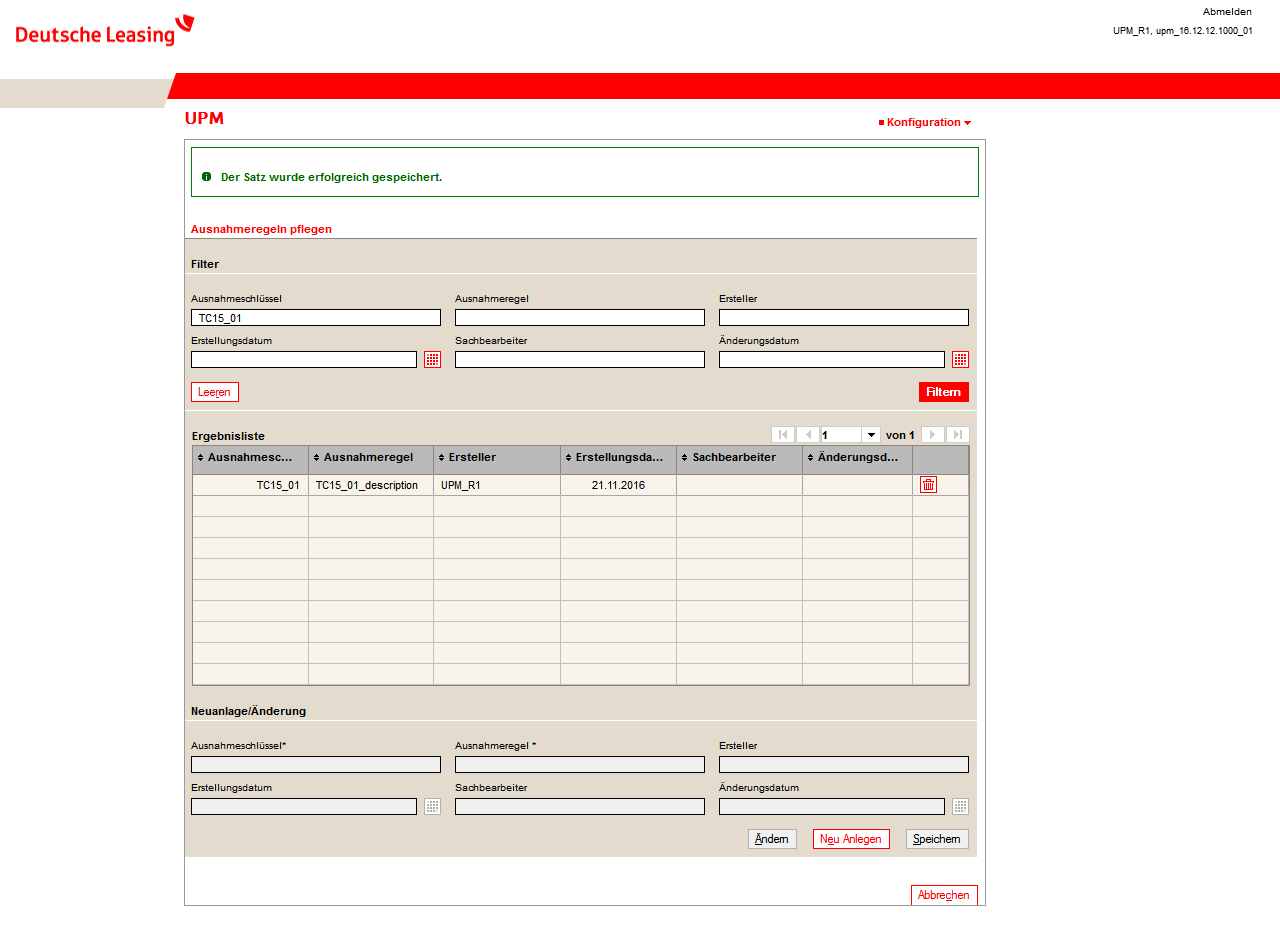 Deutsche Leasing
Abmelden
UPM_R1, upm_16.12.12.1000_01
UPM
Konfiguration
Der Satz wurde erfolgreich gespeichert.
Ausnahmeregeln pflegen
Filter
Ausnahmeschlüssel Ausnahmeregel Ersteller
TC15_01
Erstellungsdatum Sachbearbeiter Änderungsdatum
Leeren Filtern
Ergebnisliste 1 von 1
Ausnahmesc... Ausnahmeregel Ersteller Erstellungsda... Sachbearbeiter Änderungsd...
TC15_01 TC15_01_description UPM_R1 21.11.2016
Neuanlage/Änderung
Ausnahmeschlüssel* Ausnahmeregel * Ersteller
Erstellungsdatum Sachbearbeiter Änderungsdatum
Ändern Neu Anlegen Speichern
Abbrechen